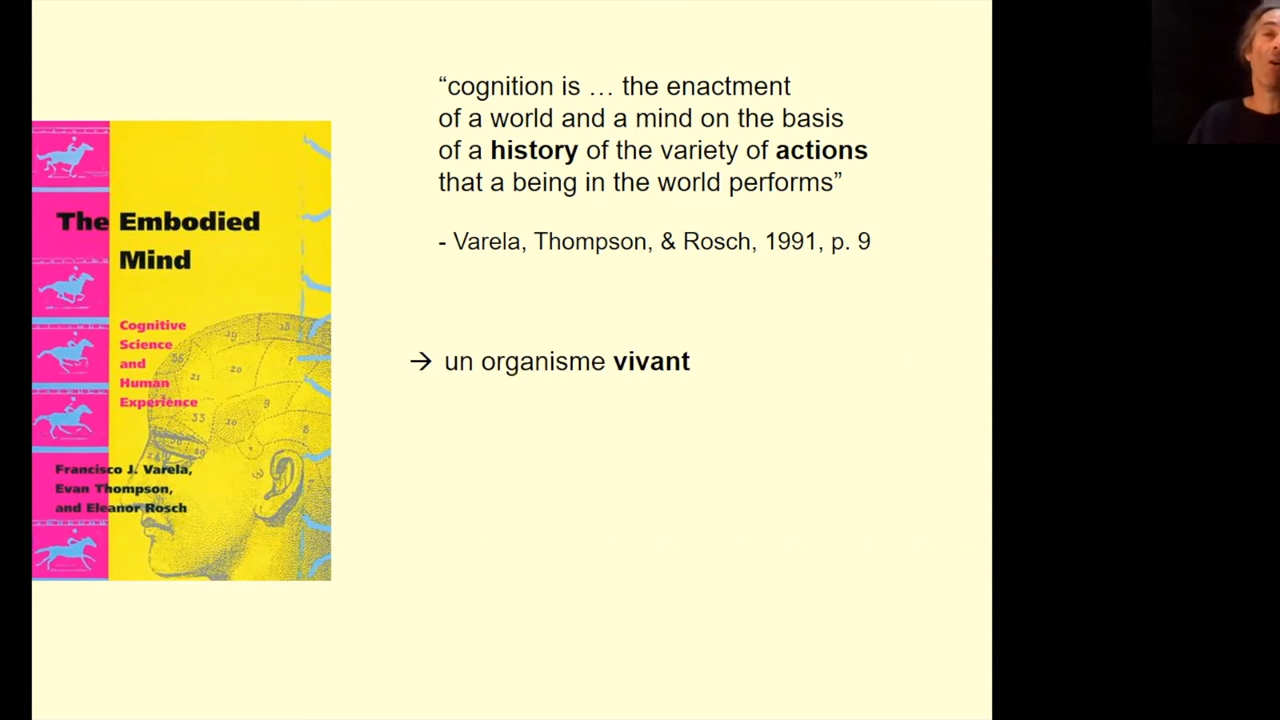 “cognition is … the enactment
of a world and a mind on the basis
of a history of the variety of actions
that a being in the world performs”
- Varela, Thompson, & Rosch, 1991, p. 9
→ un organisme vivant
The Embodied
Mind
Cognitive
Science
and
Human
Experience
Francisco J. Varela,
Evan Thompson,
and Eleanor Rosch